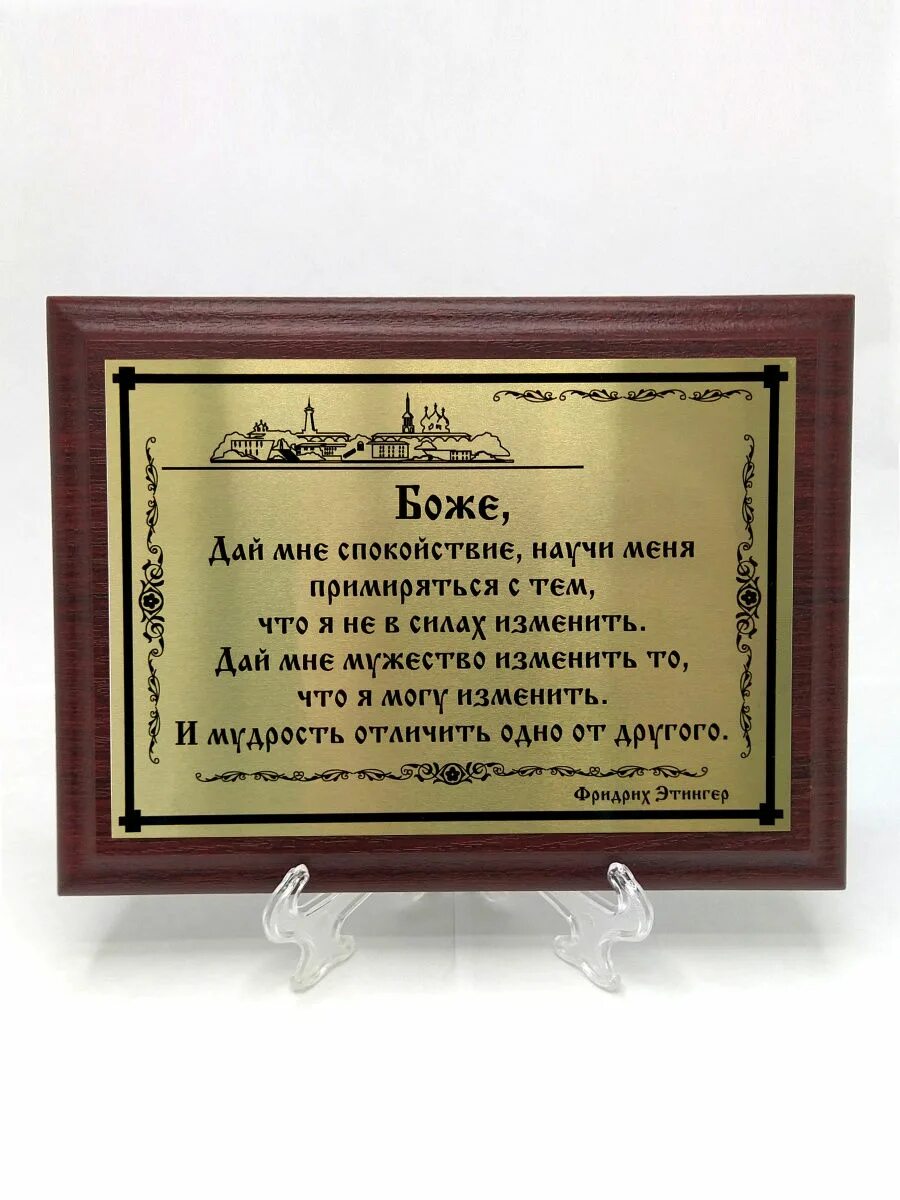 Боже,
Дай мне спокойствие, научи меня
примиряться с тем,
что я не в силах изменить.
Дай мне мужество изменить то,
что я могу изменить.
И мудрость отличить одно от другого.
Фридрих Этингер